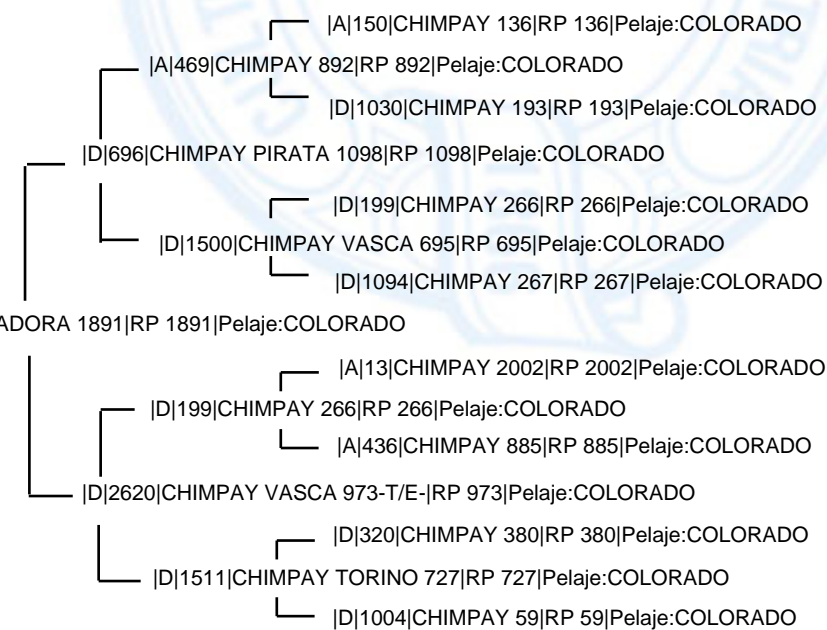 |A|150|CHIMPAY 136|RP 136|Pelaje:COLORADO
|A|469|CHIMPAY 892|RP 892|Pelaje:COLORADO
|D|1030|CHIMPAY 193|RP 193|Pelaje:COLORADO
|D|696|CHIMPAY PIRATA 1098|RP 1098|Pelaje:COLORADO
|D|199|CHIMPAY 266|RP 266|Pelaje:COLORADO
|D|1500|CHIMPAY VASCA 695|RP 695|Pelaje:COLORADO
|D|1094|CHIMPAY 267|RP 267|Pelaje:COLORADO
ADORA 1891|RP 1891|Pelaje:COLORADO
|A|13|CHIMPAY 2002|RP 2002|Pelaje:COLORADO
|D|199|CHIMPAY 266|RP 266|Pelaje:COLORADO
|A|436|CHIMPAY 885|RP 885|Pelaje:COLORADO
|D|2620|CHIMPAY VASCA 973-T/E-|RP 973|Pelaje:COLORADO
|D|320|CHIMPAY 380|RP 380|Pelaje:COLORADO
|D|1511|CHIMPAY TORINO 727|RP 727|Pelaje:COLORADO
|D|1004|CHIMPAY 59|RP 59|Pelaje:COLORADO